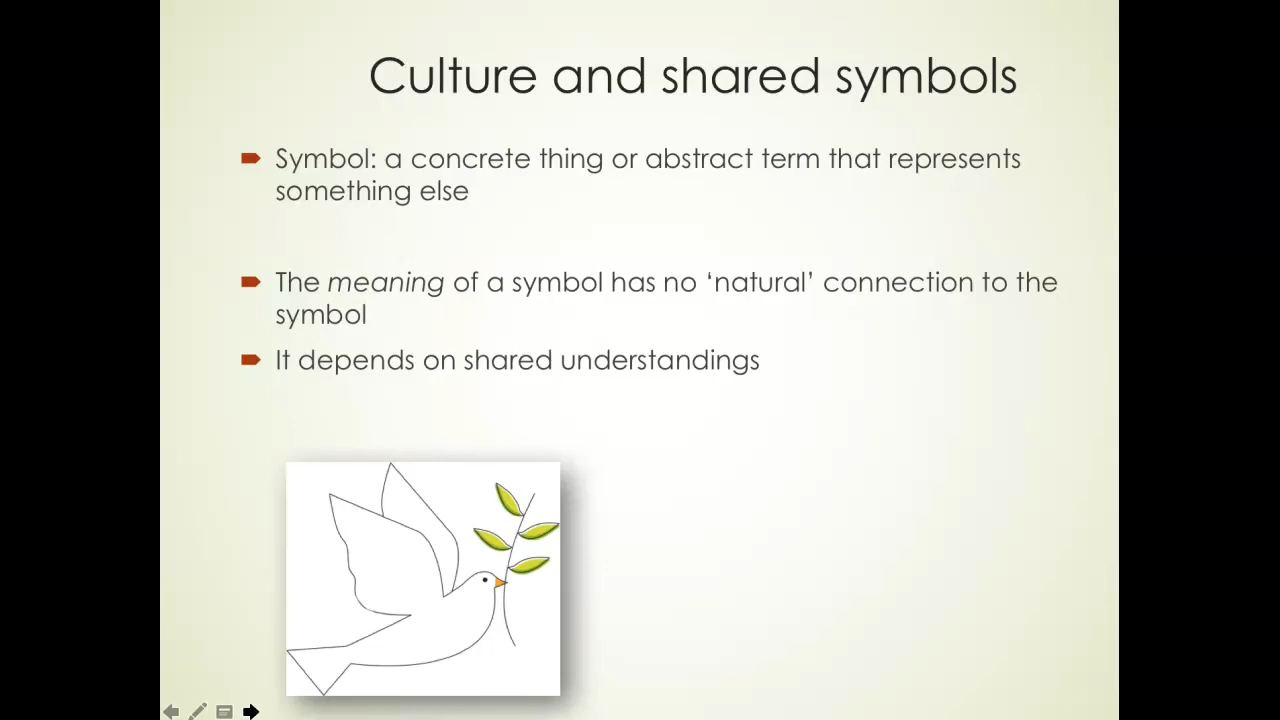 Culture and shared symbols
Symbol: a concrete thing or abstract term that represents
something else
The meaning of a symbol has no ‘natural’ connection to the
symbol
It depends on shared understandings